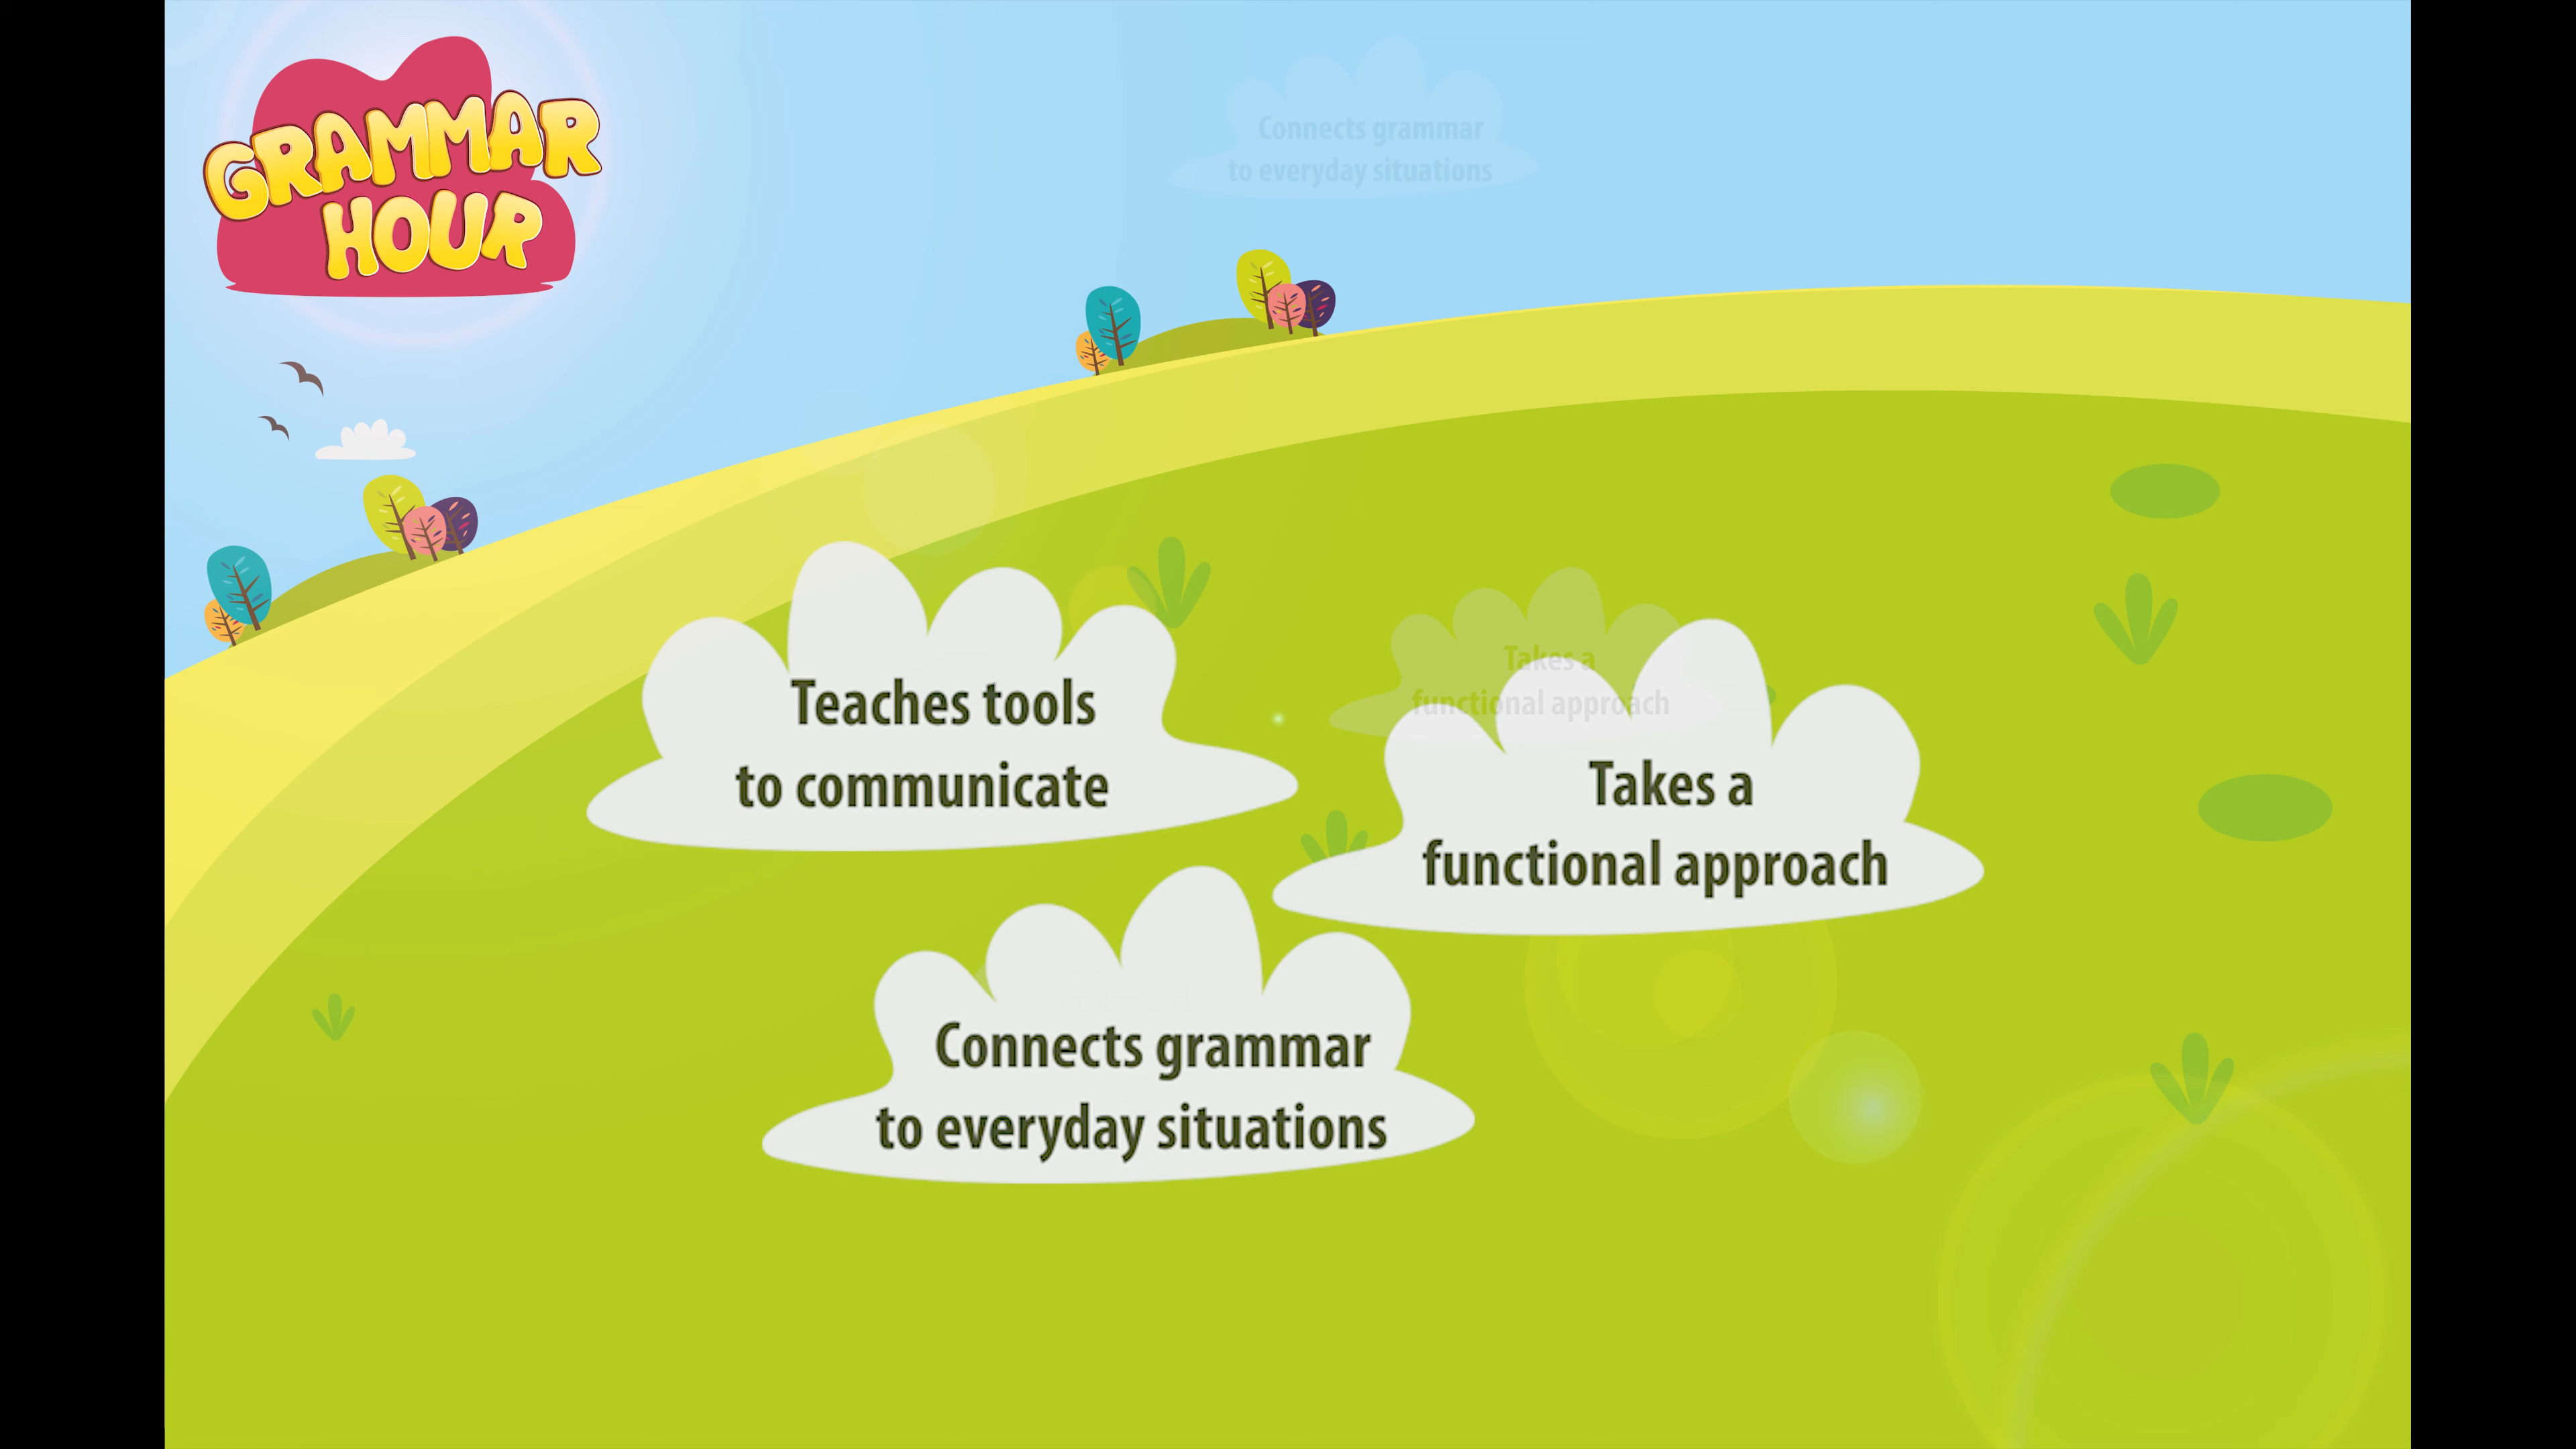 GRAMMAR
HOUR
Connects grammar
to everyday situations
Takes a
functional approach
Teaches tools
to communicate
Takes a
functional approach
Connects grammar
to everyday situations